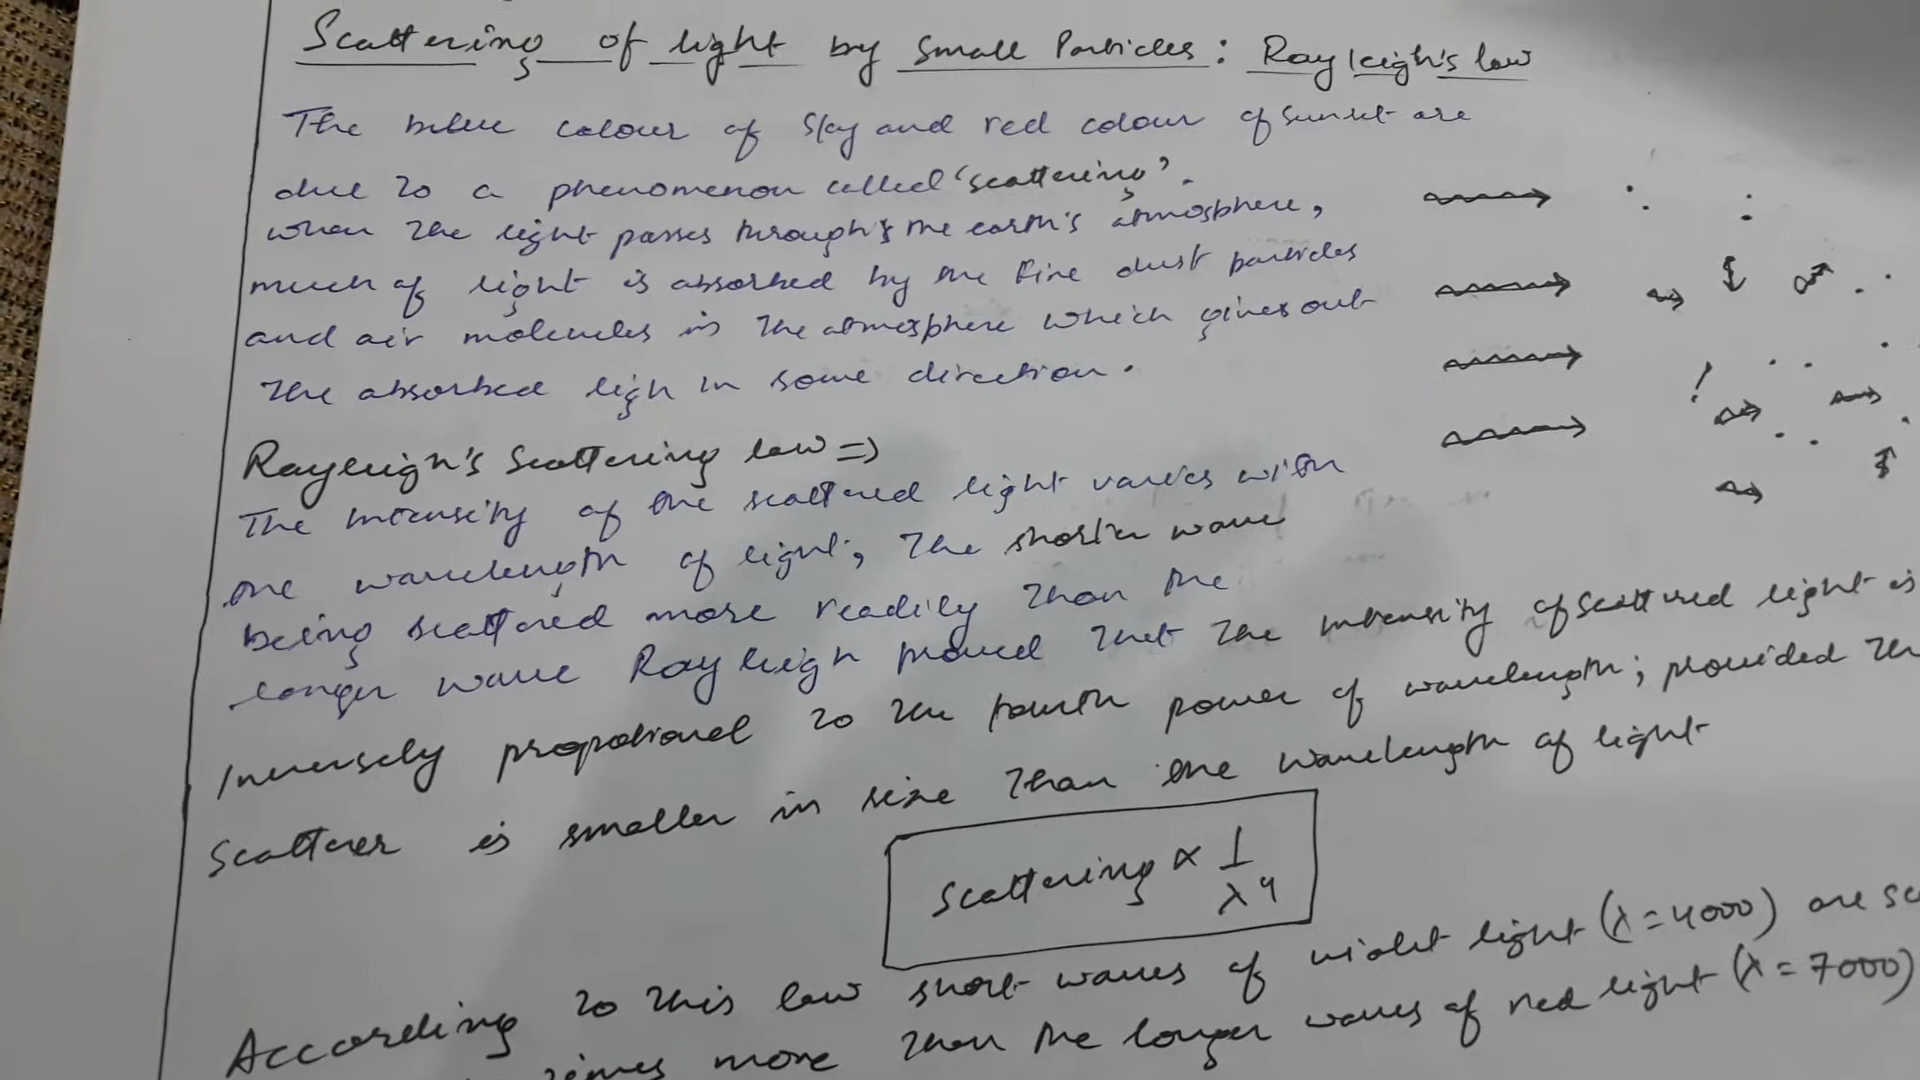 Scattering of light by Small Particles: Rayleigh's law
The blue colour of Sky and red colour of sunset are
due to a phenomenon called 'scattering'.
when the light passes through the earth's atmosphere,
much of light is absorbed by the fine dust particles
and air molecules in the atmosphere which gives out
the absorbed ligh in some direction.
Rayleigh's Scattering law =>
The intensity of the scattered light varies with
the wavelength of light, The shorter wave
being scattered more readily than the
longer wave Rayleigh proved that the intensity of scattered light is
Inversely propotional to the fourth power of wavelength; provided the
Scatterer is smaller in size than the wavelength of light
Scattering ∝ 1/λ⁴
According to this law short waves of violet light (λ=4000) are sc
times more than the longer waves of red light (λ=7000)